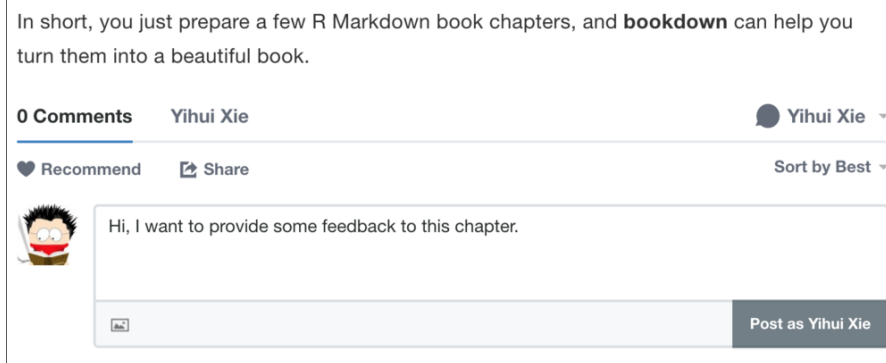 In short, you just prepare a few R Markdown book chapters, and bookdown can help you
turn them into a beautiful book.
0 Comments Yihui Xie Yihui Xie
Recommend Share Sort by Best
Hi, I want to provide some feedback to this chapter.
Post as Yihui Xie